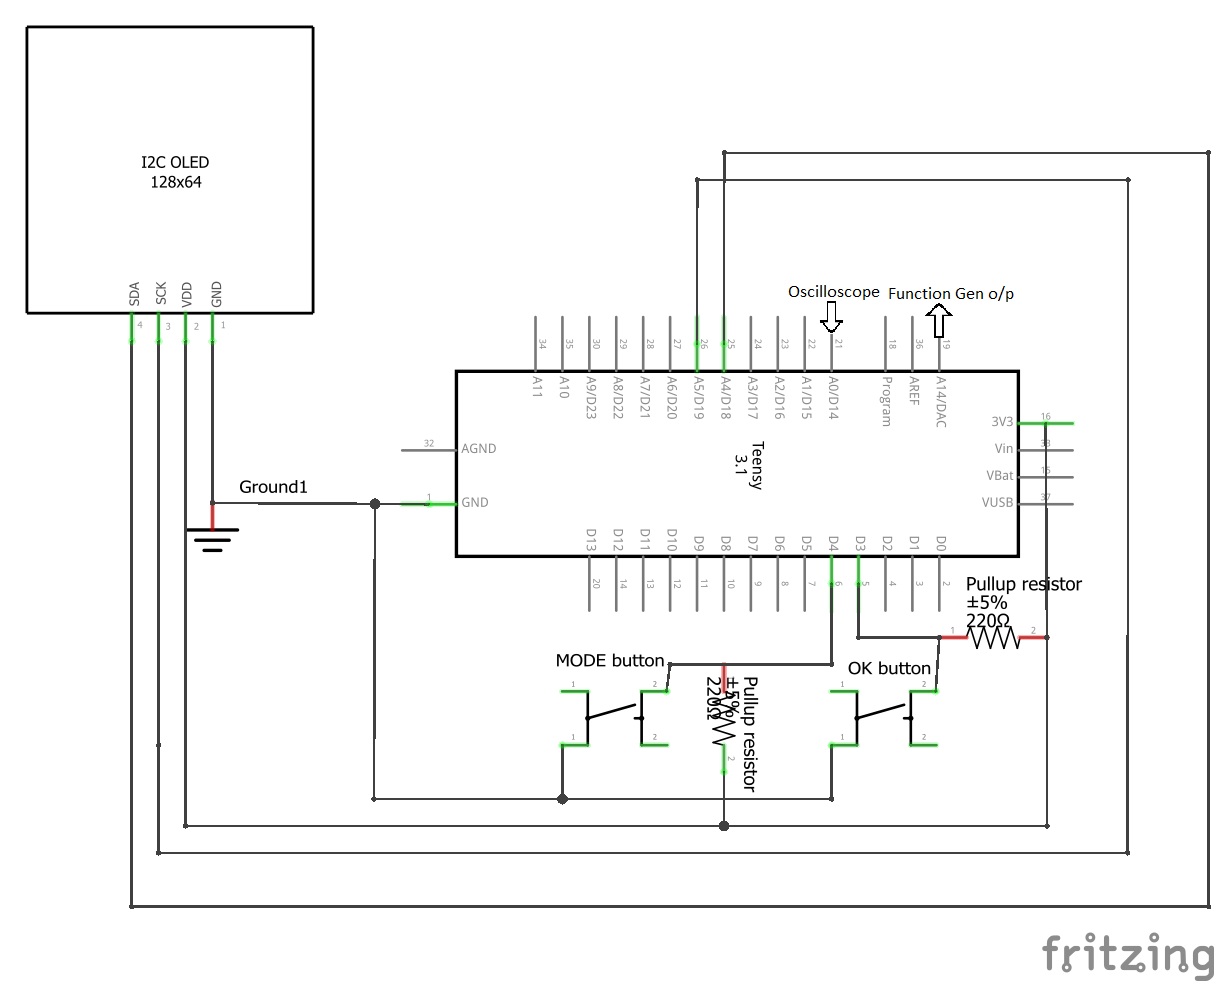 I2C OLED
128x64
SDA
SCK
VDD
GND
4
3
2
1
Oscilloscope
Function Gen o/p
34
35
30
29
28
27
26
25
24
23
22
21
18
36
19
A11
A10
A9/D23
A8/D22
A7/D21
A6/D20
A5/D19
A4/D18
A3/D17
A2/D16
A1/D15
A0/D14
Program
AREF
A14/DAC
32
AGND
1
GND
Teensy
3.1
3V3
16
Vin
33
VBat
15
VUSB
37
Ground1
D13
D12
D11
D10
D9
D8
D7
D6
D5
D4
D3
D2
D1
D0
20
14
13
12
11
10
9
8
7
6
5
4
3
2
Pullup resistor
±5%
220Ω
1
2
MODE button
1
2
1
2
Pullup resistor
±5%
220Ω
2
OK button
1
2
1
2
fritzing